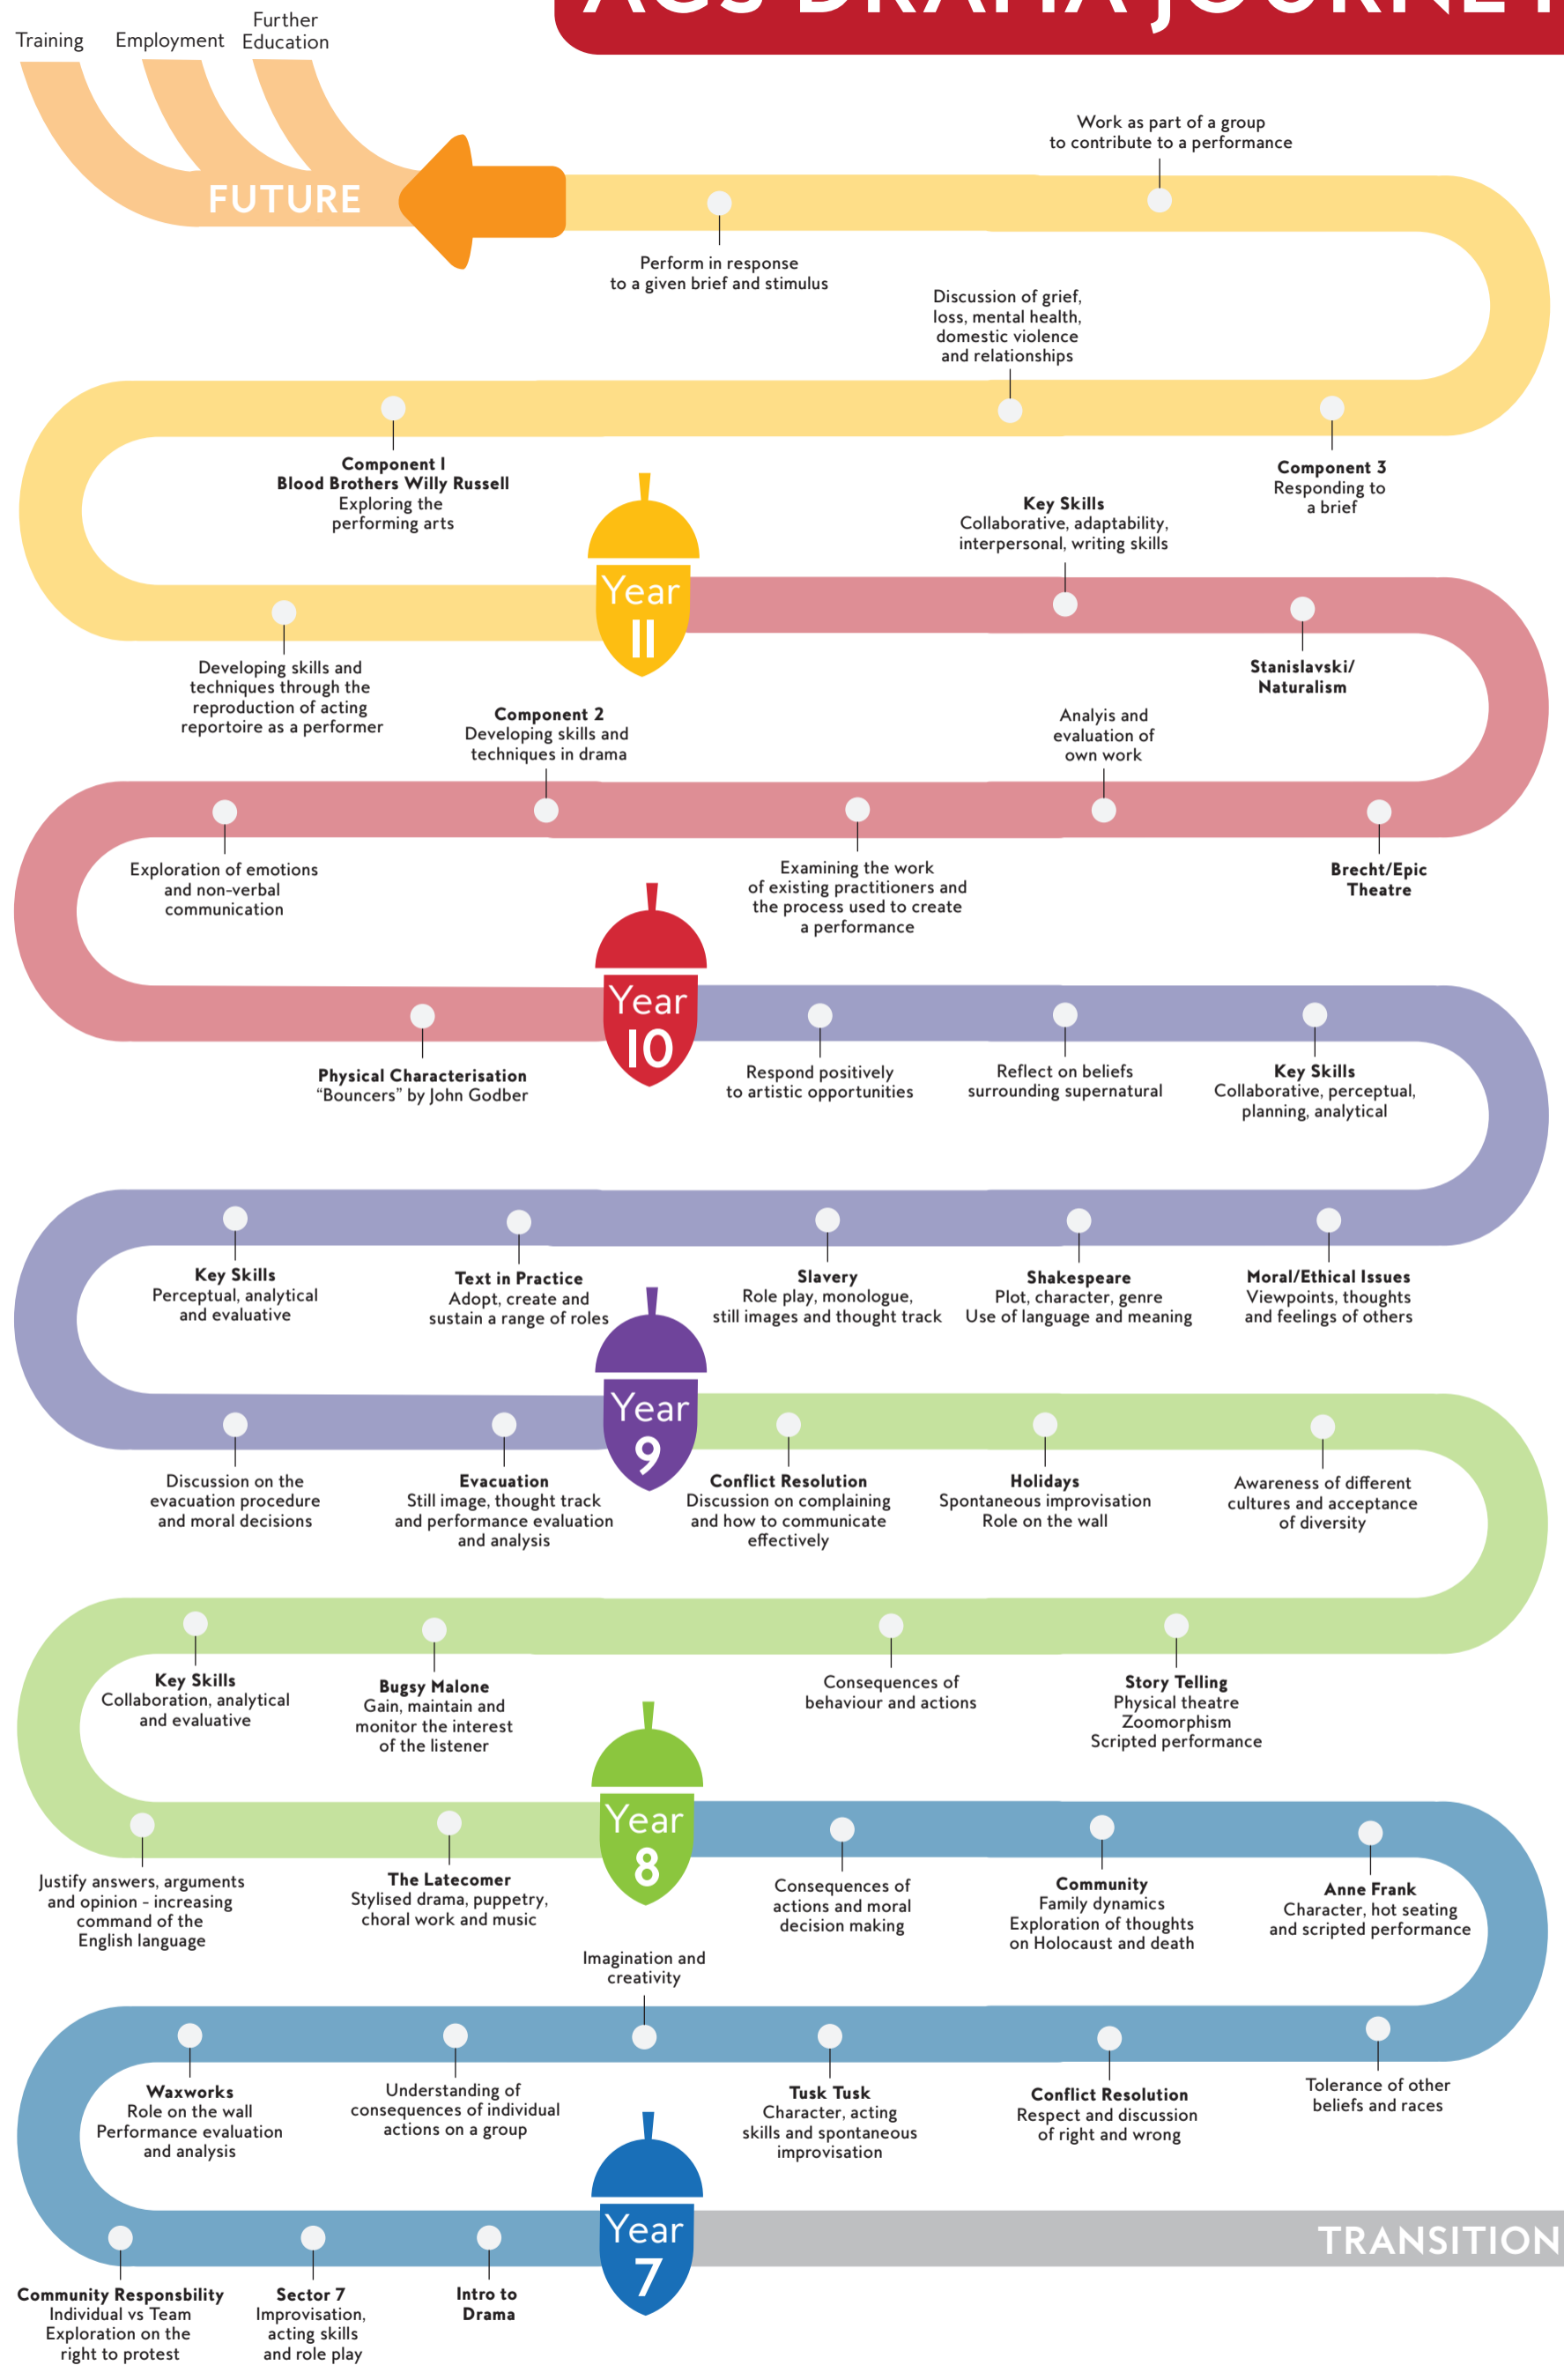 ACS DRAMA JOURNEY
Training
Employment
Further
Education
FUTURE
Work as part of a group
to contribute to a performance
Perform in response
to a given brief and stimulus
Discussion of grief,
loss, mental health,
domestic violence
and relationships
Component 1
Blood Brothers Willy Russell
Exploring the
performing arts
Component 3
Responding to
a brief
Key Skills
Collaborative, adaptability,
interpersonal, writing skills
Year
11
Developing skills and
techniques through the
reproduction of acting
reportoire as a performer
Stanislavski/
Naturalism
Component 2
Developing skills and
techniques in drama
Analyis and
evaluation of
own work
Exploration of emotions
and non-verbal
communication
Examining the work
of existing practitioners and
the process used to create
a performance
Brecht/Epic
Theatre
Year
10
Physical Characterisation
“Bouncers” by John Godber
Respond positively
to artistic opportunities
Reflect on beliefs
surrounding supernatural
Key Skills
Collaborative, perceptual,
planning, analytical
Key Skills
Perceptual, analytical
and evaluative
Text in Practice
Adopt, create and
sustain a range of roles
Slavery
Role play, monologue,
still images and thought track
Shakespeare
Plot, character, genre
Use of language and meaning
Moral/Ethical Issues
Viewpoints, thoughts
and feelings of others
Year
9
Discussion on the
evacuation procedure
and moral decisions
Evacuation
Still image, thought track
and performance evaluation
and analysis
Conflict Resolution
Discussion on complaining
and how to communicate
effectively
Holidays
Spontaneous improvisation
Role on the wall
Awareness of different
cultures and acceptance
of diversity
Key Skills
Collaboration, analytical
and evaluative
Bugsy Malone
Gain, maintain and
monitor the interest
of the listener
Consequences of
behaviour and actions
Story Telling
Physical theatre
Zoomorphism
Scripted performance
Year
8
Justify answers, arguments
and opinion - increasing
command of the
English language
The Latecomer
Stylised drama, puppetry,
choral work and music
Consequences of
actions and moral
decision making
Community
Family dynamics
Exploration of thoughts
on Holocaust and death
Anne Frank
Character, hot seating
and scripted performance
Imagination and
creativity
Waxworks
Role on the wall
Performance evaluation
and analysis
Understanding of
consequences of individual
actions on a group
Tusk Tusk
Character, acting
skills and spontaneous
improvisation
Conflict Resolution
Respect and discussion
of right and wrong
Tolerance of other
beliefs and races
Year
7
TRANSITION
Community Responsbility
Individual vs Team
Exploration on the
right to protest
Sector 7
Improvisation,
acting skills
and role play
Intro to
Drama